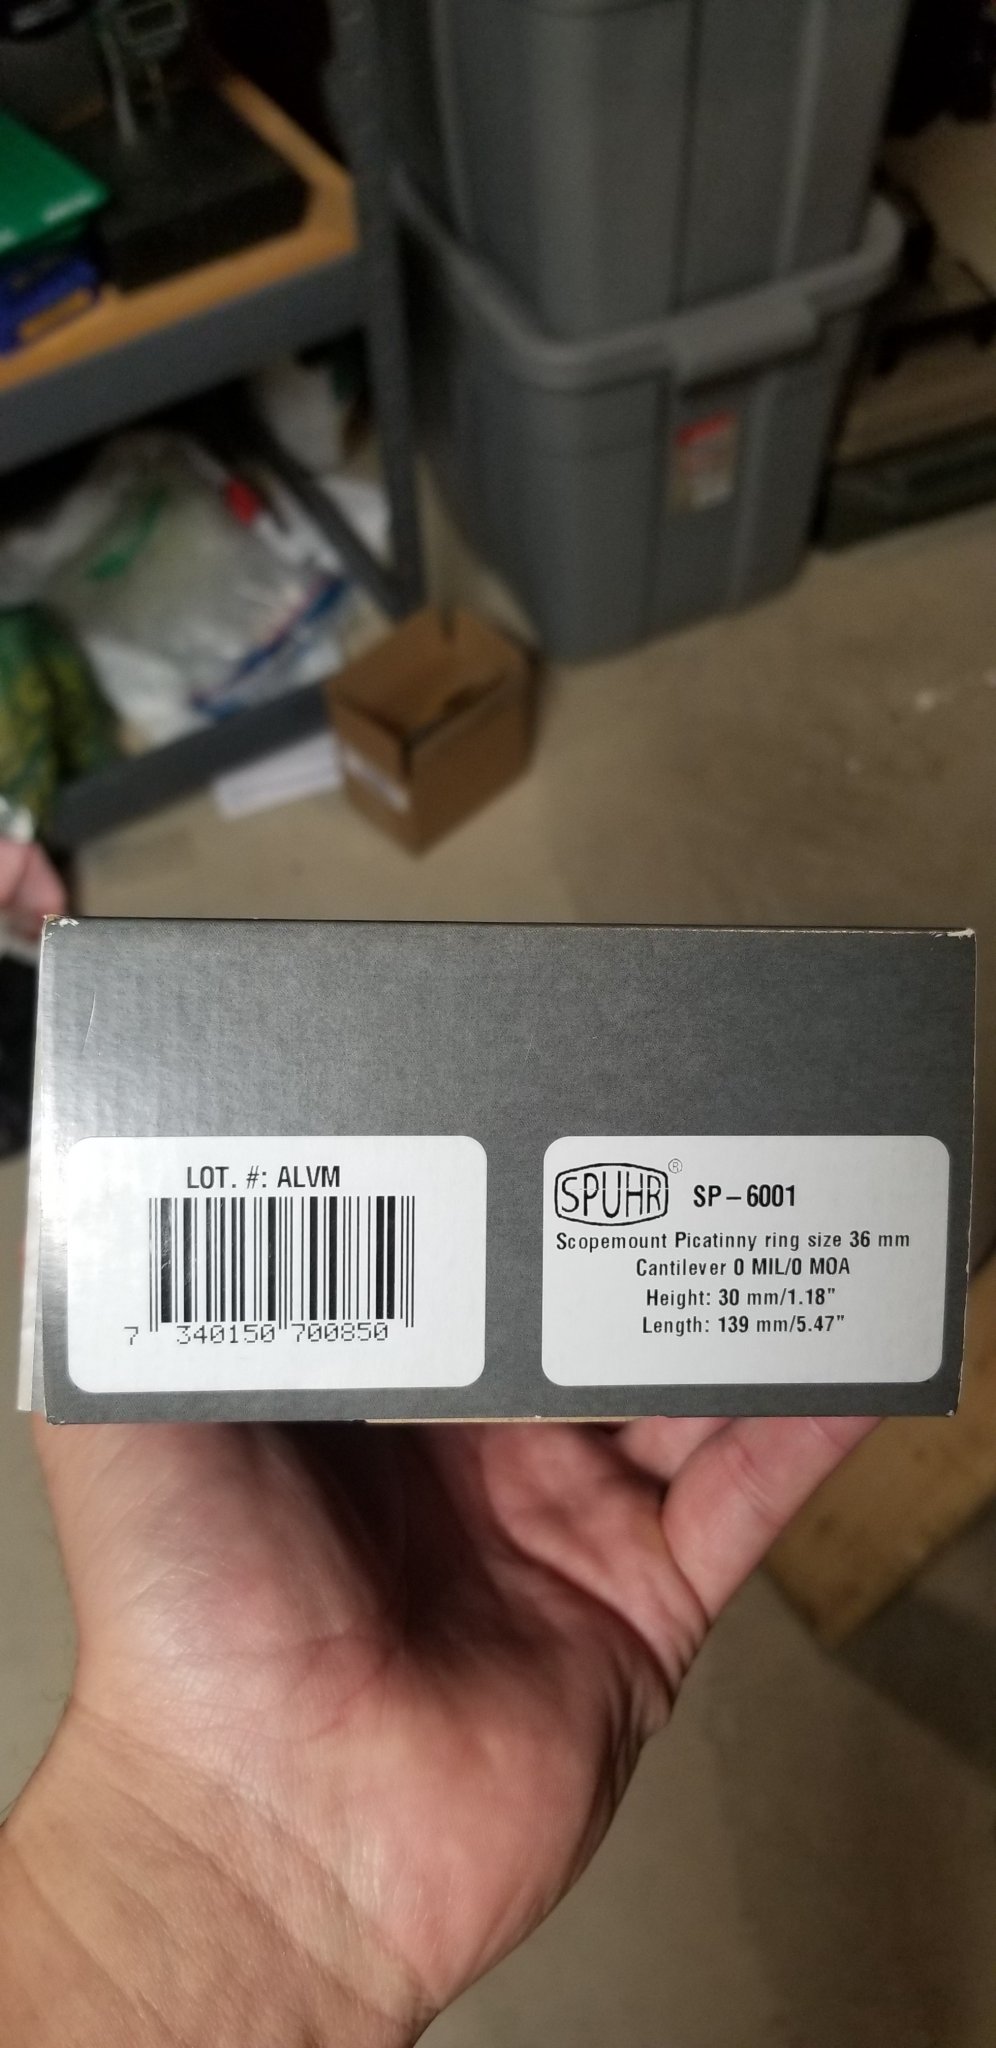 LOT. #: ALVM
7 340150 700850
SPUHR® SP-6001
Scopemount Picatinny ring size 36 mm
Cantilever 0 MIL/0 MOA
Height: 30 mm/1.18"
Length: 139 mm/5.47"